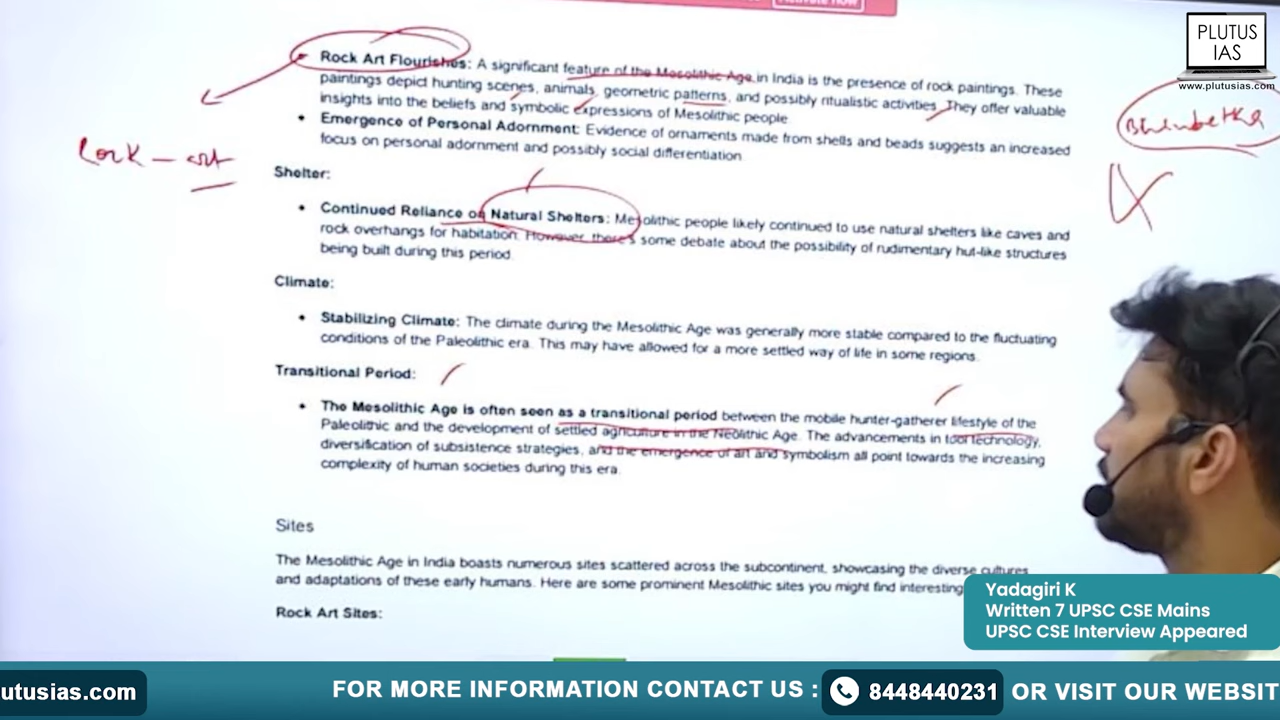 PLUTUS
IAS
www.plutusias.com
Rock Art Flourishes: A significant feature of the Mesolithic Age in India is the presence of rock paintings. These
paintings depict hunting scenes, animals, geometric patterns, and possibly ritualistic activities. They offer valuable
insights into the beliefs and symbolic expressions of Mesolithic people
Emergence of Personal Adornment: Evidence of ornaments made from shells and beads suggests an increased
focus on personal adornment and possibly social differentiation
Rock - art
Shelter:
Continued Reliance on Natural Shelters: Mesolithic people likely continued to use natural shelters like caves and
rock overhangs for habitation. However, there's some debate about the possibility of rudimentary hut-like structures
being built during this period.
Climate:
Stabilizing Climate: The climate during the Mesolithic Age was generally more stable compared to the fluctuating
conditions of the Paleolithic era. This may have allowed for a more settled way of life in some regions.
Transitional Period:
The Mesolithic Age is often seen as a transitional period between the mobile hunter-gatherer lifestyle of the
Paleolithic and the development of settled agriculture in the Neolithic Age. The advancements in tool technology,
diversification of subsistence strategies, and the emergence of art and symbolism all point towards the increasing
complexity of human societies during this era.
Sites
The Mesolithic Age in India boasts numerous sites scattered across the subcontinent, showcasing the diverse cultures
and adaptations of these early humans. Here are some prominent Mesolithic sites you might find interesting
Rock Art Sites:
Yadagiri K
Written 7 UPSC CSE Mains
UPSC CSE Interview Appeared
utusias.com
FOR MORE INFORMATION CONTACT US : 8448440231 OR VISIT OUR WEBSIT